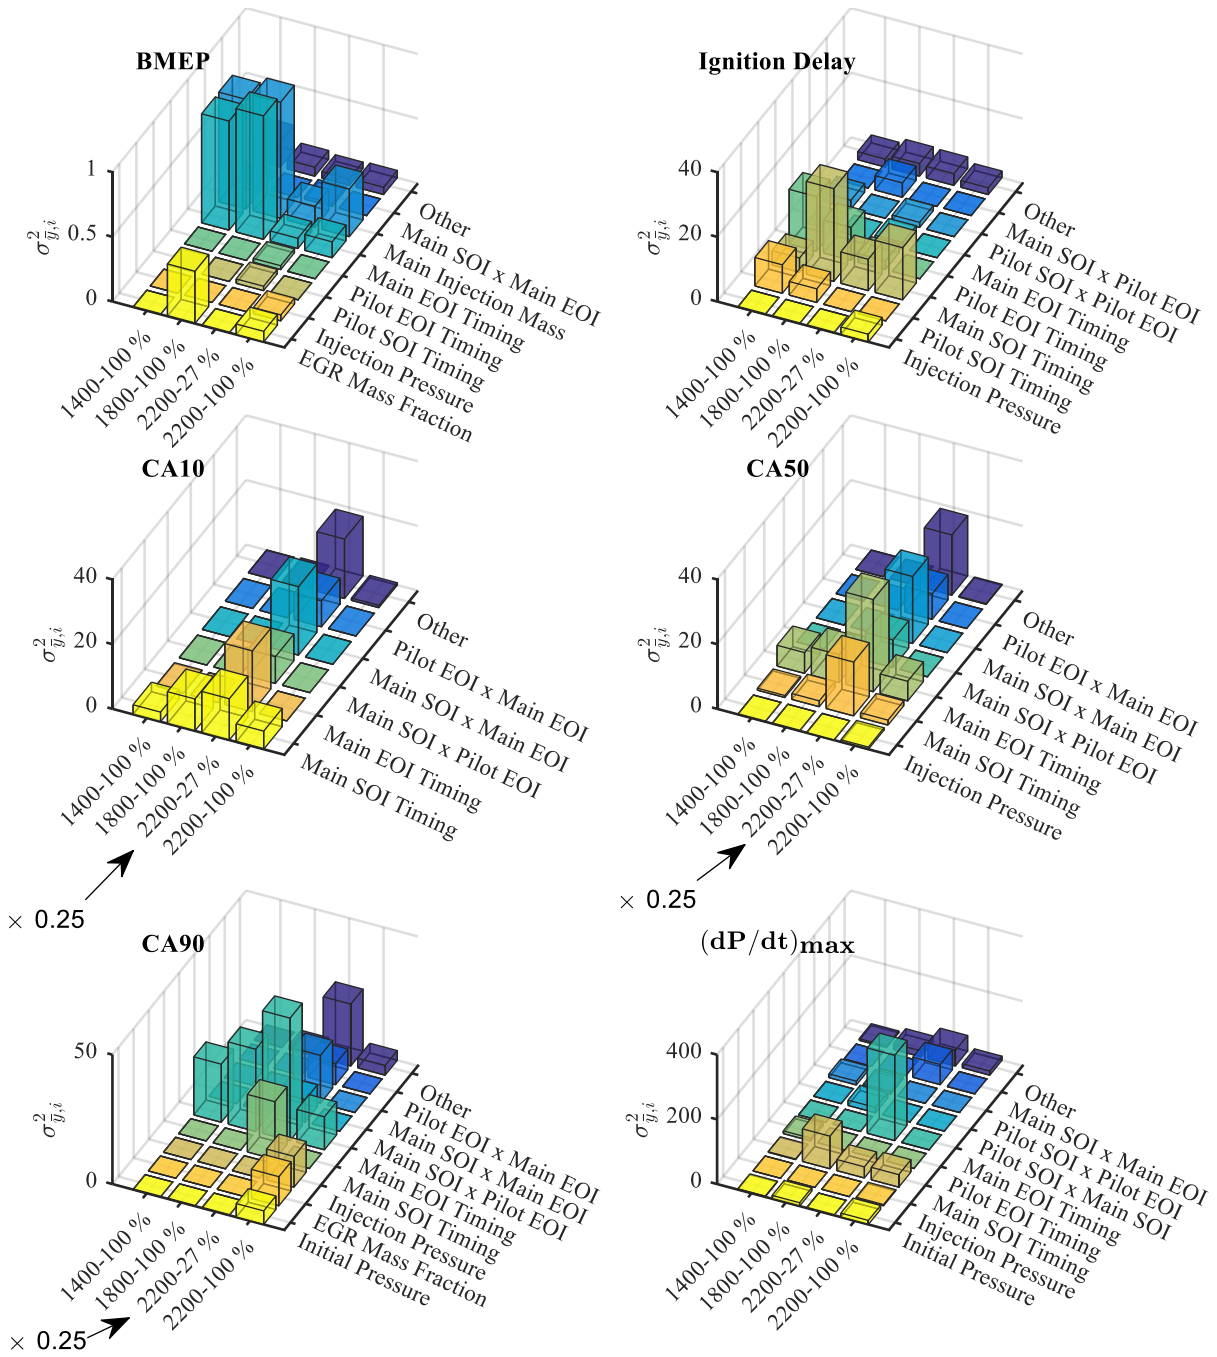 BMEP
1
0.5
0
σ²ȳ,i
1400-100 %
1800-100 %
2200-27 %
2200-100 %
Other
Main SOI x Main EOI
Main Injection Mass
Main EOI Timing
Pilot EOI Timing
Pilot SOI Timing
Injection Pressure
EGR Mass Fraction
Ignition Delay
40
20
0
σ²ȳ,i
1400-100 %
1800-100 %
2200-27 %
2200-100 %
Other
Main SOI x Pilot EOI
Pilot SOI x Pilot EOI
Main EOI Timing
Pilot EOI Timing
Main SOI Timing
Pilot SOI Timing
Injection Pressure
CA10
40
20
0
σ²ȳ,i
1400-100 %
1800-100 %
2200-27 %
2200-100 %
× 0.25
Other
Pilot EOI x Main EOI
Main SOI x Main EOI
Main SOI x Pilot EOI
Main EOI Timing
Main SOI Timing
CA50
40
20
0
σ²ȳ,i
1400-100 %
1800-100 %
2200-27 %
2200-100 %
× 0.25
Other
Pilot EOI x Main EOI
Main SOI x Main EOI
Main SOI x Pilot EOI
Main EOI Timing
Main SOI Timing
Injection Pressure
CA90
50
0
σ²ȳ,i
1400-100 %
1800-100 %
2200-27 %
2200-100 %
× 0.25
Other
Pilot EOI x Main EOI
Main SOI x Main EOI
Main SOI x Pilot EOI
Main EOI Timing
Main SOI Timing
Injection Pressure
EGR Mass Fraction
Initial Pressure
(dP/dt)max
400
200
0
σ²ȳ,i
1400-100 %
1800-100 %
2200-27 %
2200-100 %
Other
Main SOI x Main EOI
Pilot SOI x Pilot EOI
Pilot SOI x Main SOI
Main EOI Timing
Pilot EOI Timing
Main SOI Timing
Injection Pressure
Initial Pressure